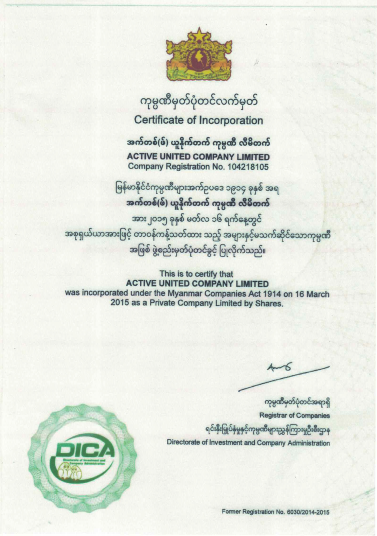 ကုမ္ပဏီမှတ်ပုံတင်လက်မှတ်
Certificate of Incorporation
အက်တစ်(ဗ်) ယူနိုက်တက် ကုမ္ပဏီ လီမိတက်
ACTIVE UNITED COMPANY LIMITED
Company Registration No. 104218105
မြန်မာနိုင်ငံကုမ္ပဏီများအက်ဥပဒေ ၁၉၁၄ ခုနှစ် အရ
အက်တစ်(ဗ်) ယူနိုက်တက် ကုမ္ပဏီ လီမိတက်
အား ၂၀၁၅ ခုနှစ် မတ်လ ၁၆ ရက်နေ့တွင်
အစုရှယ်ယာအားဖြင့် တာဝန်ကန့်သတ်ထား သည့် အများနှင့်မသက်ဆိုင်သောကုမ္ပဏီ
အဖြစ် ဖွဲ့စည်းမှတ်ပုံတင်ခွင့် ပြုလိုက်သည်။
This is to certify that
ACTIVE UNITED COMPANY LIMITED
was incorporated under the Myanmar Companies Act 1914 on 16 March
2015 as a Private Company Limited by Shares.
ကုမ္ပဏီမှတ်ပုံတင်အရာရှိ
Registrar of Companies
ရင်းနှီးမြှုပ်နှံမှုနှင့်ကုမ္ပဏီများညွှန်ကြားမှုဦးစီးဌာန
Directorate of Investment and Company Administration
DICA
Directorate of Investment and
Company Administration
Former Registration No. 6030/2014-2015